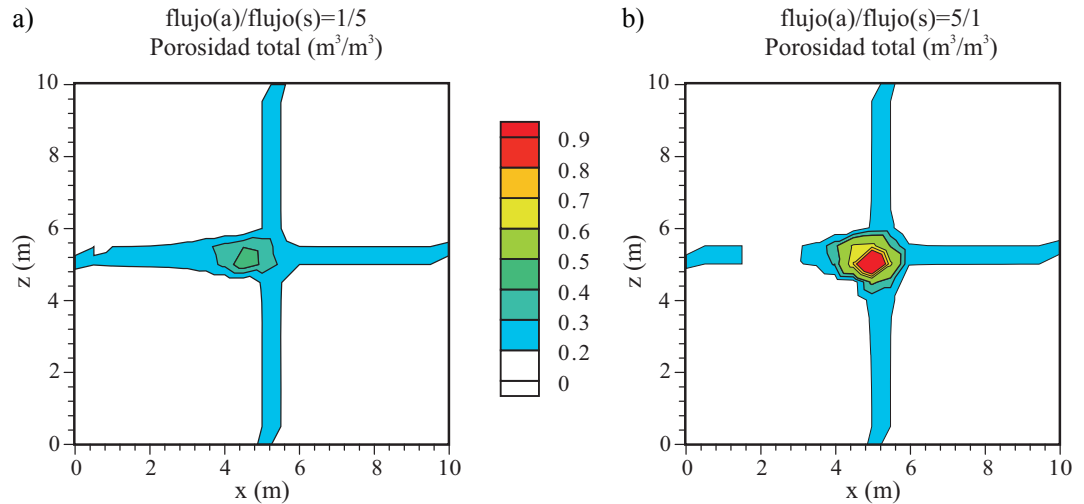 a)
flujo(a)/flujo(s)=1/5
Porosidad total (m³/m³)
10
8
6
4
2
0
z (m)
0 2 4 6 8 10
x (m)
0.9
0.8
0.7
0.6
0.5
0.4
0.3
0.2
0
b)
flujo(a)/flujo(s)=5/1
Porosidad total (m³/m³)
10
8
6
4
2
0
z (m)
0 2 4 6 8 10
x (m)